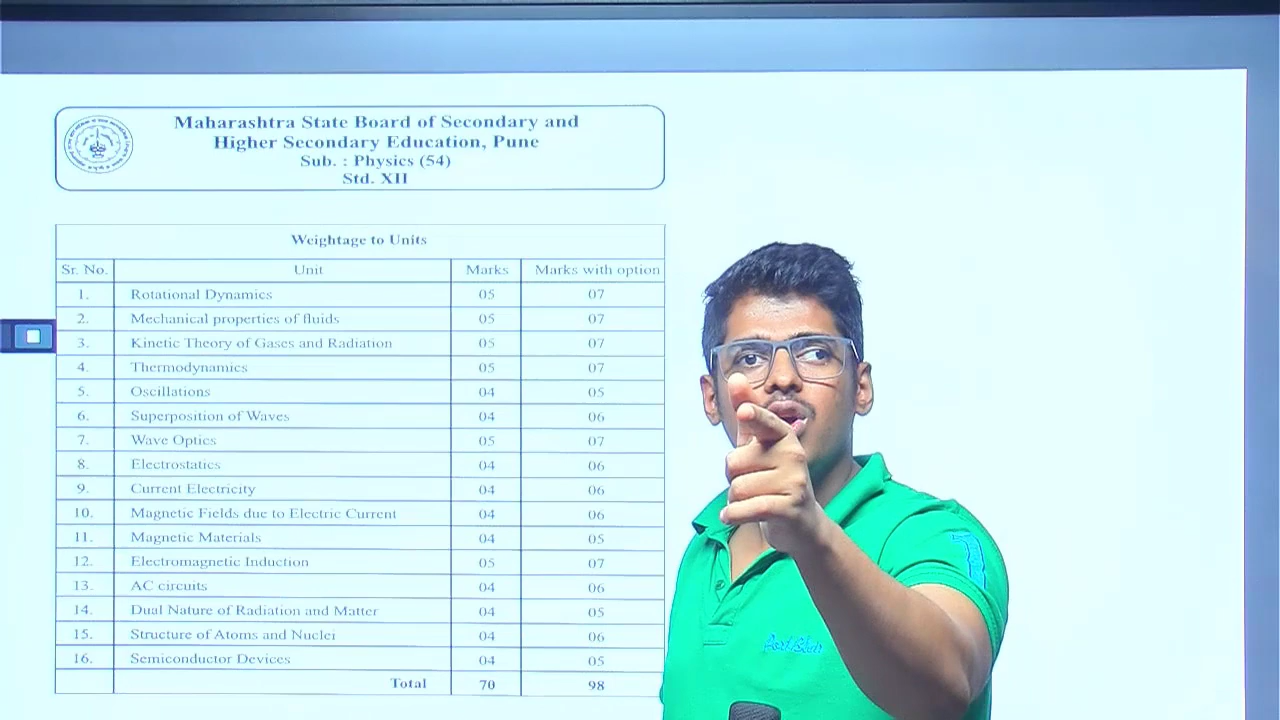 Maharashtra State Board of Secondary and
Higher Secondary Education, Pune
Sub. : Physics (54)
Std. XII
Weightage to Units
Sr. No. Unit Marks Marks with option
1. Rotational Dynamics 05 07
2. Mechanical properties of fluids 05 07
3. Kinetic Theory of Gases and Radiation 05 07
4. Thermodynamics 05 07
5. Oscillations 04 05
6. Superposition of Waves 04 06
7. Wave Optics 05 07
8. Electrostatics 04 06
9. Current Electricity 04 06
10. Magnetic Fields due to Electric Current 04 06
11. Magnetic Materials 04 05
12. Electromagnetic Induction 05 07
13. AC circuits 04 06
14. Dual Nature of Radiation and Matter 04 05
15. Structure of Atoms and Nuclei 04 06
16. Semiconductor Devices 04 05
Total 70 98